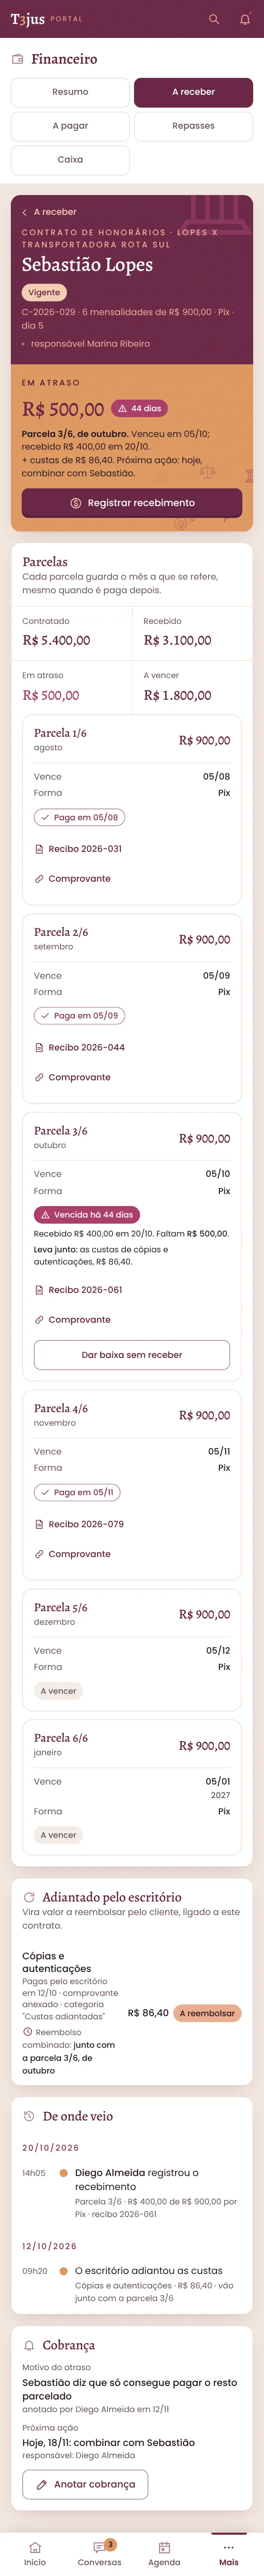 T3jus PORTAL
Financeiro
Resumo
A receber
A pagar
Repasses
Caixa
A receber
CONTRATO DE HONORÁRIOS · LOPES X
TRANSPORTADORA ROTA SUL
Sebastião Lopes
Vigente
C-2026-029 · 6 mensalidades de R$ 900,00 · Pix ·
dia 5
responsável Marina Ribeiro
EM ATRASO
R$ 500,00
44 dias
Parcela 3/6, de outubro. Venceu em 05/10;
recebido R$ 400,00 em 20/10.
+ custas de R$ 86,40. Próxima ação: hoje,
combinar com Sebastião.
Registrar recebimento
Parcelas
Cada parcela guarda o mês a que se refere,
mesmo quando é paga depois.
Contratado
R$ 5.400,00
Recebido
R$ 3.100,00
Em atraso
R$ 500,00
A vencer
R$ 1.800,00
Parcela 1/6
agosto
R$ 900,00
Vence
05/08
Forma
Pix
Paga em 05/08
Recibo 2026-031
Comprovante
Parcela 2/6
setembro
R$ 900,00
Vence
05/09
Forma
Pix
Paga em 05/09
Recibo 2026-044
Comprovante
Parcela 3/6
outubro
R$ 900,00
Vence
05/10
Forma
Pix
Vencida há 44 dias
Recebido R$ 400,00 em 20/10. Faltam R$ 500,00.
Leva junto: as custas de cópias e
autenticações, R$ 86,40.
Recibo 2026-061
Comprovante
Dar baixa sem receber
Parcela 4/6
novembro
R$ 900,00
Vence
05/11
Forma
Pix
Paga em 05/11
Recibo 2026-079
Comprovante
Parcela 5/6
dezembro
R$ 900,00
Vence
05/12
Forma
Pix
A vencer
Parcela 6/6
janeiro
R$ 900,00
Vence
05/01
2027
Forma
Pix
A vencer
Adiantado pelo escritório
Vira valor a reembolsar pelo cliente, ligado a este
contrato.
Cópias e
autenticações
Pagas pelo escritório
em 12/10 · comprovante
anexado · categoria
"Custas adiantadas"
Reembolso
combinado: junto com
a parcela 3/6, de
outubro
R$ 86,40
A reembolsar
De onde veio
20/10/2026
14h05
Diego Almeida registrou o
recebimento
Parcela 3/6 · R$ 400,00 de R$ 900,00 por
Pix · recibo 2026-061
12/10/2026
09h20
O escritório adiantou as custas
Cópias e autenticações · R$ 86,40 · vão
junto com a parcela 3/6
Cobrança
Motivo do atraso
Sebastião diz que só consegue pagar o resto
parcelado
anotado por Diego Almeida em 12/11
Próxima ação
Hoje, 18/11: combinar com Sebastião
responsável: Diego Almeida
Anotar cobrança
Início
3
Conversas
Agenda
Mais